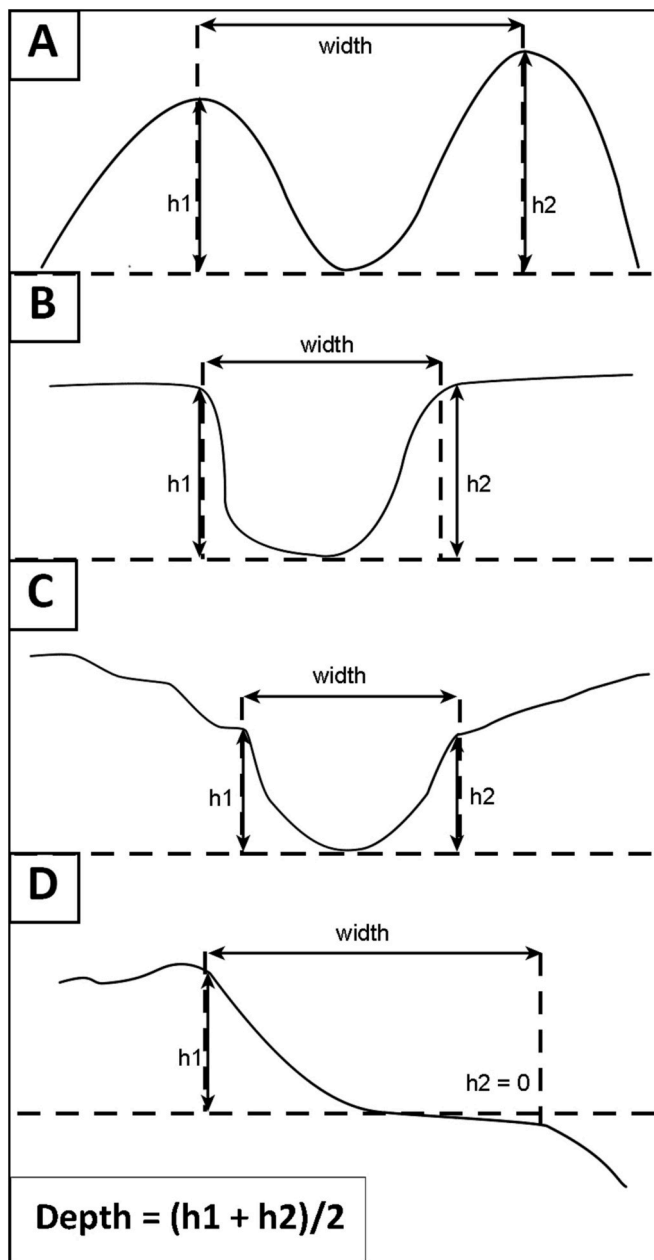 A
width
h1
h2
B
width
h1
h2
C
width
h1
h2
D
width
h1
h2 = 0
Depth = (h1 + h2)/2